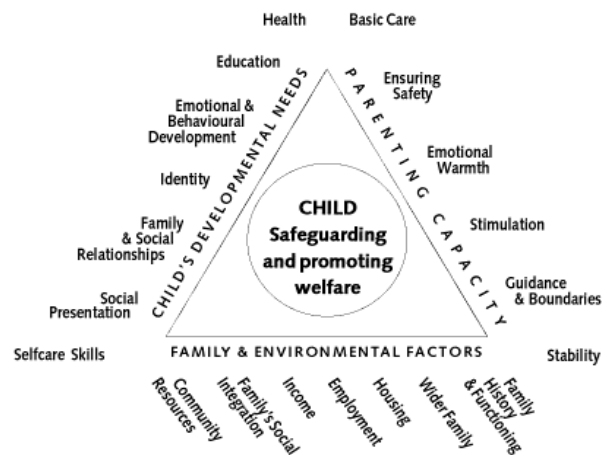 Health
Basic Care
Education
Ensuring
Safety
Emotional &
Behavioural
Development
Emotional
Warmth
Identity
Stimulation
Family
& Social
Relationships
Guidance
& Boundaries
Social
Presentation
Selfcare Skills
Stability
CHILD'S DEVELOPMENTAL NEEDS
PARENTING CAPACITY
CHILD
Safeguarding
and promoting
welfare
FAMILY & ENVIRONMENTAL FACTORS
Community
Resources
Family's Social
Integration
Income
Employment
Housing
Wider Family
Family
History
& Functioning